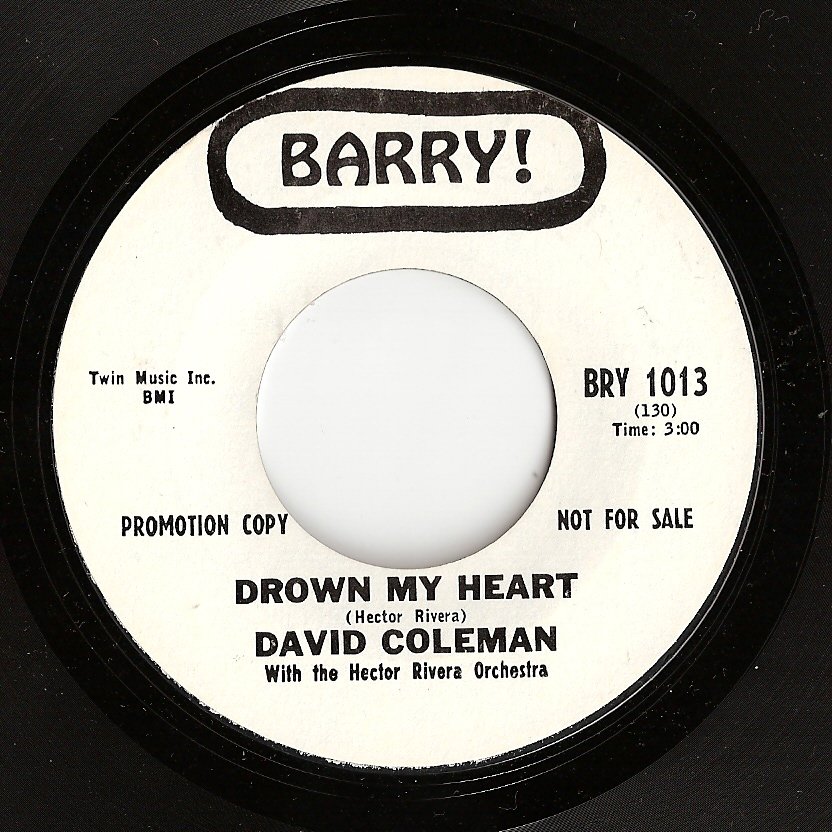 BARRY!
Twin Music Inc.
BMI
BRY 1013
(130)
Time: 3:00
PROMOTION COPY
NOT FOR SALE
DROWN MY HEART
(Hector Rivera)
DAVID COLEMAN
With the Hector Rivera Orchestra